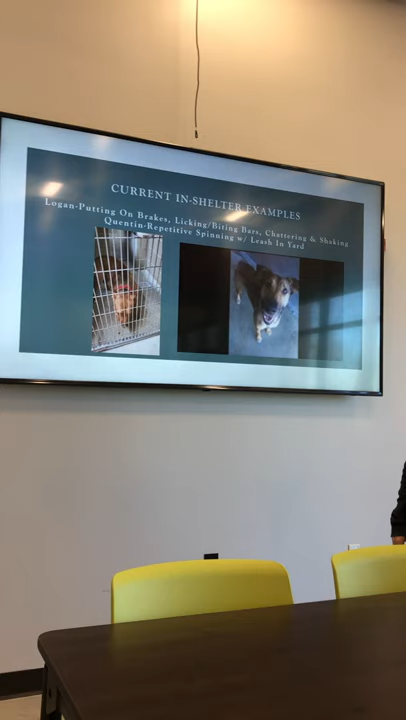 CURRENT IN-SHELTER EXAMPLES
Logan-Putting On Brakes, Licking/Biting Bars, Chattering & Shaking
Quentin-Repetitive Spinning w/ Leash In Yard